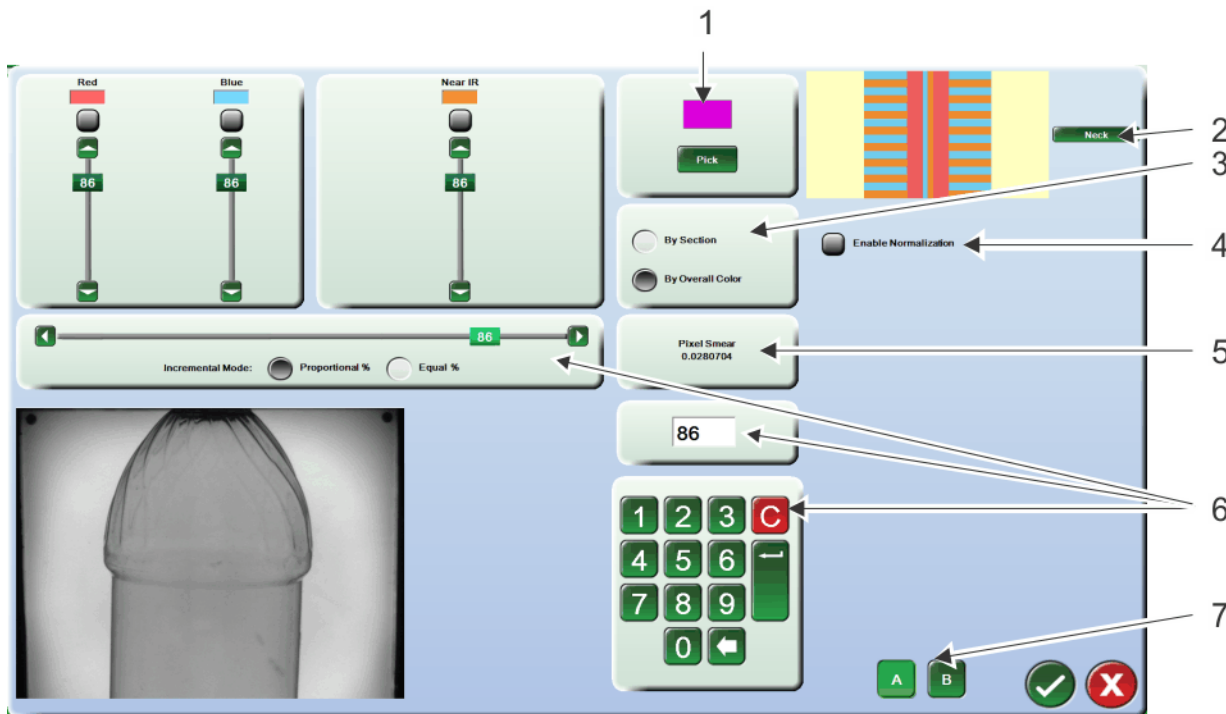 1
Red
Blue
Near IR
86
86
86
Pick
Neck
2
3
By Section
By Overall Color
Enable Normalization
4
86
Incremental Mode:
Proportional %
Equal %
Pixel Smear
0.0280704
5
86
6
1 2 3 C
4 5 6
7 8 9
0
7
A
B